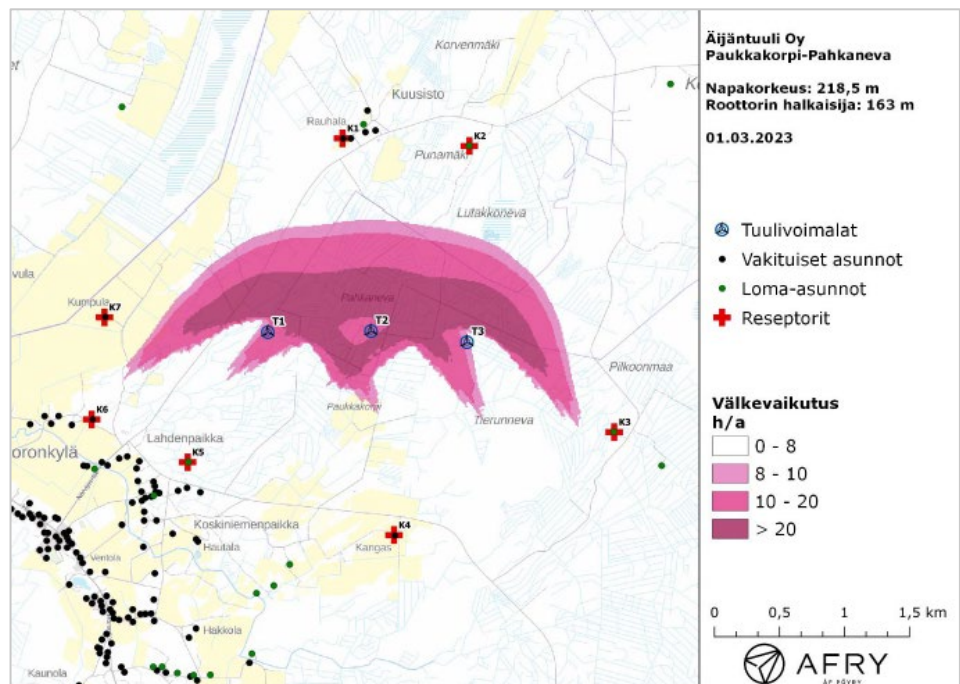 Äijäntuuli Oy
Paukkakorpi-Pahkaneva
Napakorkeus: 218,5 m
Roottorin halkaisija: 163 m
01.03.2023
Tuulivoimalat
Vakituiset asunnot
Loma-asunnot
Reseptorit
Välkevaikutus
h/a
0 - 8
8 - 10
10 - 20
> 20
0 0,5 1 1,5 km
AFRY
Korvenmäki
Kuusisto
Rauhala
K1
K2
Punamäki
Lutakkoneva
vula
Kumpula
K7
Pahkaneva
T1
T2
T3
Pilkoonmaa
Paukkakorpi
Tierunneva
K6
K3
Lahdenpaikka
oronkylä
K5
Koskiniemenpaikka
K4
Hautala
Kangas
Ventola
Hakkola
Kaunola